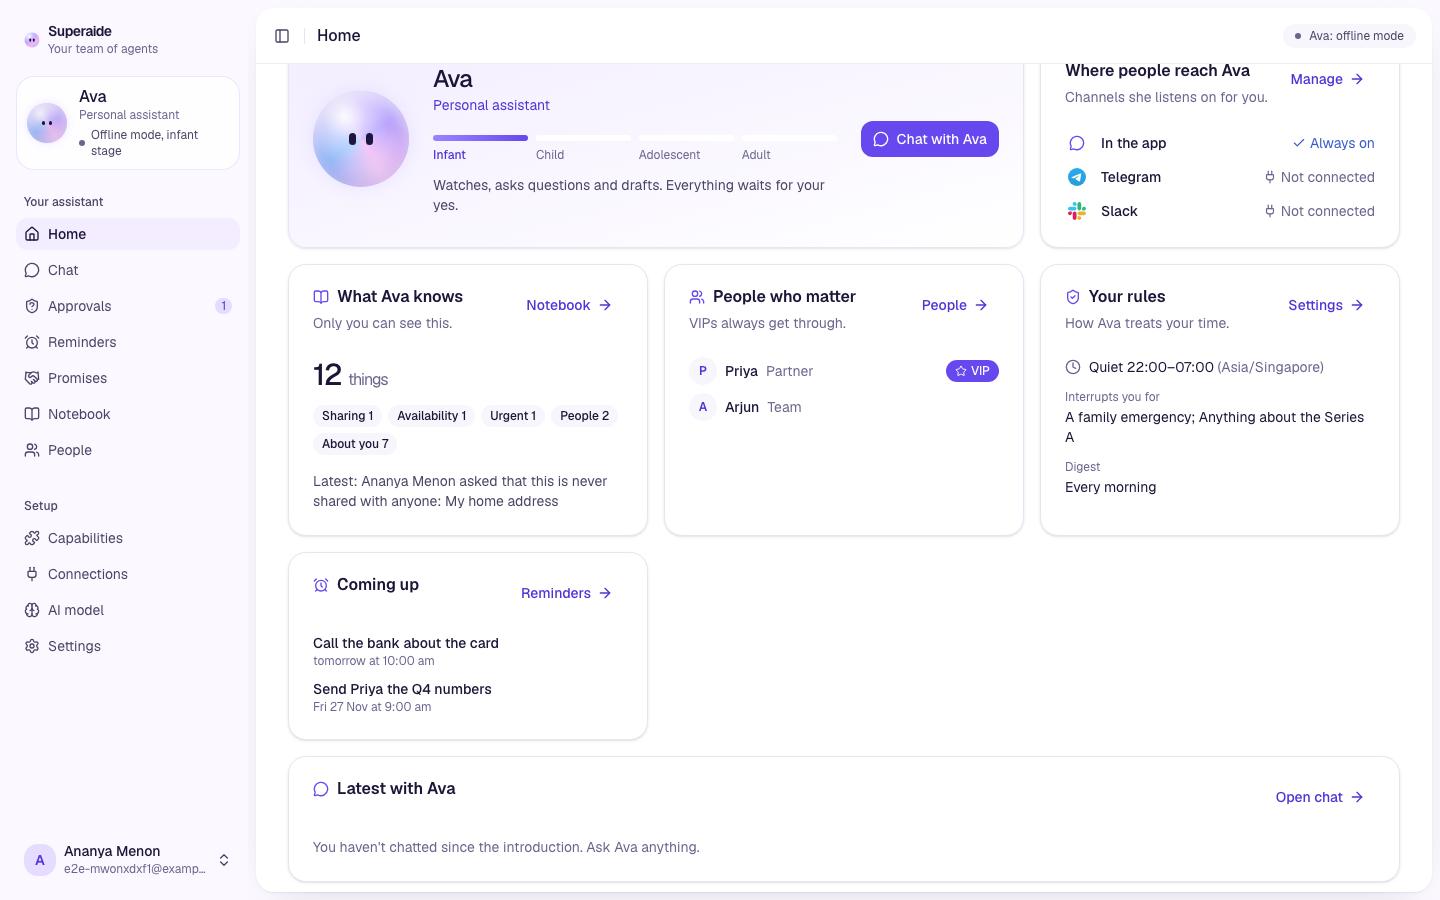 Superaide
Your team of agents
Ava
Personal assistant
Offline mode, infant
stage
Your assistant
Home
Chat
Approvals 1
Reminders
Promises
Notebook
People
Setup
Capabilities
Connections
AI model
Settings
A Ananya Menon
e2e-mwonxdxf1@examp...
Home
Ava: offline mode
Ava
Personal assistant
Infant Child Adolescent Adult
Watches, asks questions and drafts. Everything waits for your
yes.
Chat with Ava
Where people reach Ava
Manage
Channels she listens on for you.
In the app Always on
Telegram Not connected
Slack Not connected
What Ava knows
Notebook
Only you can see this.
12 things
Sharing 1 Availability 1 Urgent 1 People 2
About you 7
Latest: Ananya Menon asked that this is never
shared with anyone: My home address
People who matter
People
VIPs always get through.
P Priya Partner VIP
A Arjun Team
Your rules
Settings
How Ava treats your time.
Quiet 22:00–07:00 (Asia/Singapore)
Interrupts you for
A family emergency; Anything about the Series
A
Digest
Every morning
Coming up
Reminders
Call the bank about the card
tomorrow at 10:00 am
Send Priya the Q4 numbers
Fri 27 Nov at 9:00 am
Latest with Ava
Open chat
You haven't chatted since the introduction. Ask Ava anything.